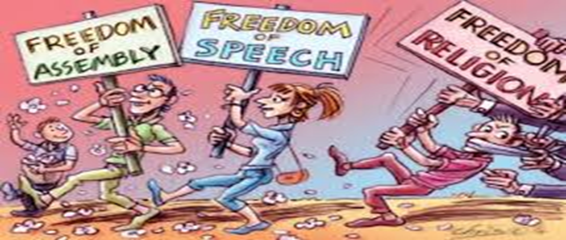 FREEDOM
OF
ASSEMBLY
FREEDOM
OF
SPEECH
FREEDOM
OF
RELIGION